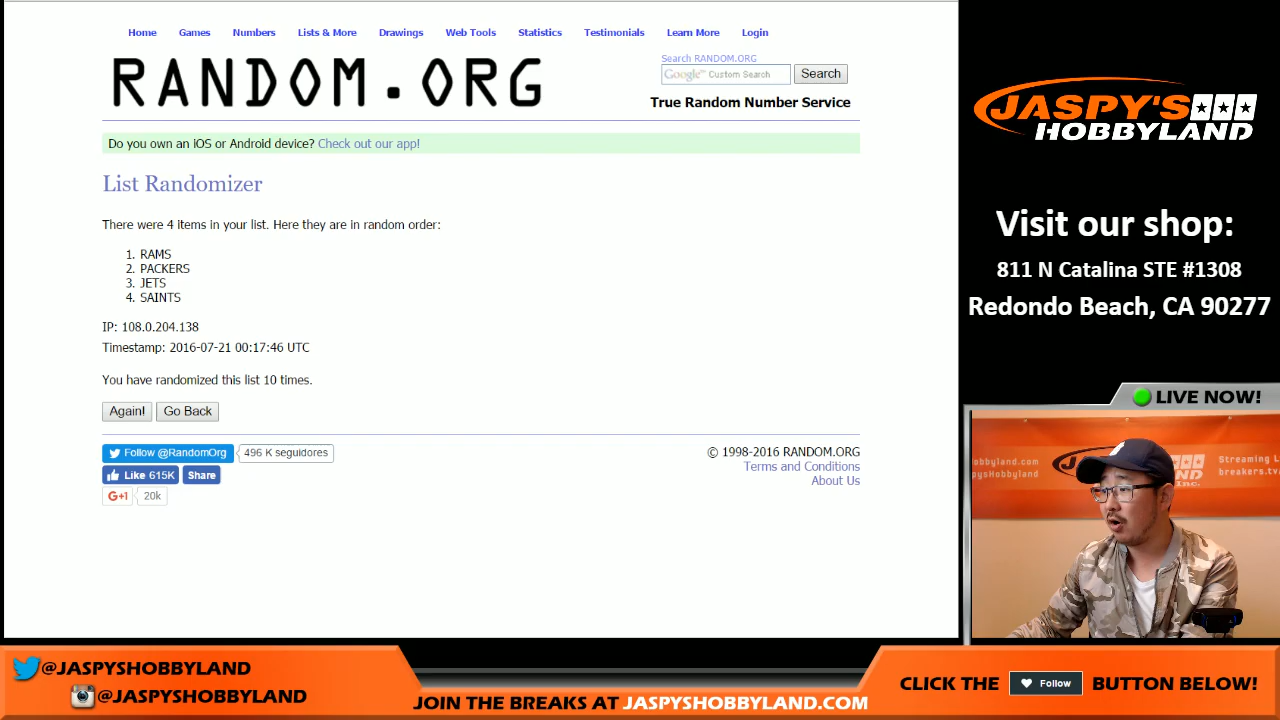 Home Games Numbers Lists & More Drawings Web Tools Statistics Testimonials Learn More Login
RANDOM.ORG
Search RANDOM.ORG
Google™ Custom Search Search
True Random Number Service
Do you own an iOS or Android device? Check out our app!
List Randomizer
There were 4 items in your list. Here they are in random order:
1. RAMS
2. PACKERS
3. JETS
4. SAINTS
IP: 108.0.204.138
Timestamp: 2016-07-21 00:17:46 UTC
You have randomized this list 10 times.
Again! Go Back
Follow @RandomOrg 496 K seguidores
Like 615K Share
G+1 20k
© 1998-2016 RANDOM.ORG
Terms and Conditions
About Us
JASPY'S
HOBBYLAND
Visit our shop:
811 N Catalina STE #1308
Redondo Beach, CA 90277
LIVE NOW!
Streaming L
breakers.tv
Inc.
@JASPYSHOBBYLAND
@JASPYSHOBBYLAND
JOIN THE BREAKS AT JASPYSHOBBYLAND.COM
CLICK THE Follow BUTTON BELOW!